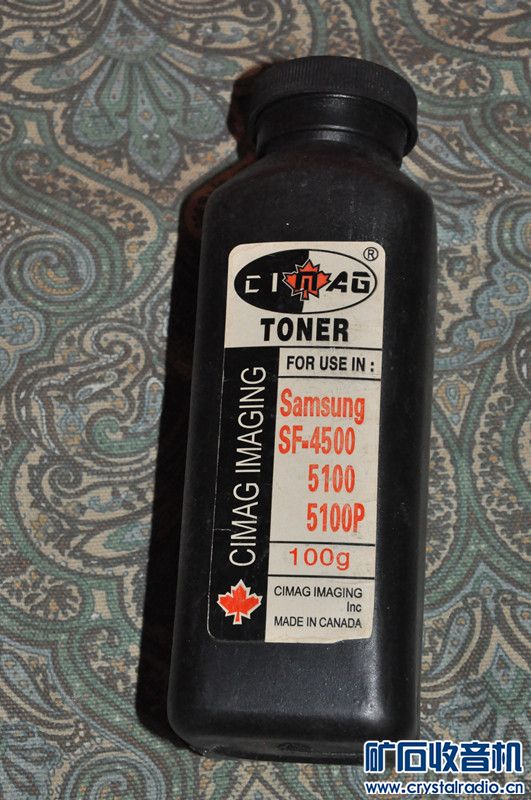 CIMAG®
TONER
FOR USE IN :
CIMAG IMAGING
Samsung
SF-4500
5100
5100P
100g
CIMAG IMAGING
Inc
MADE IN CANADA
矿石收音机
www.crystalradio.cn